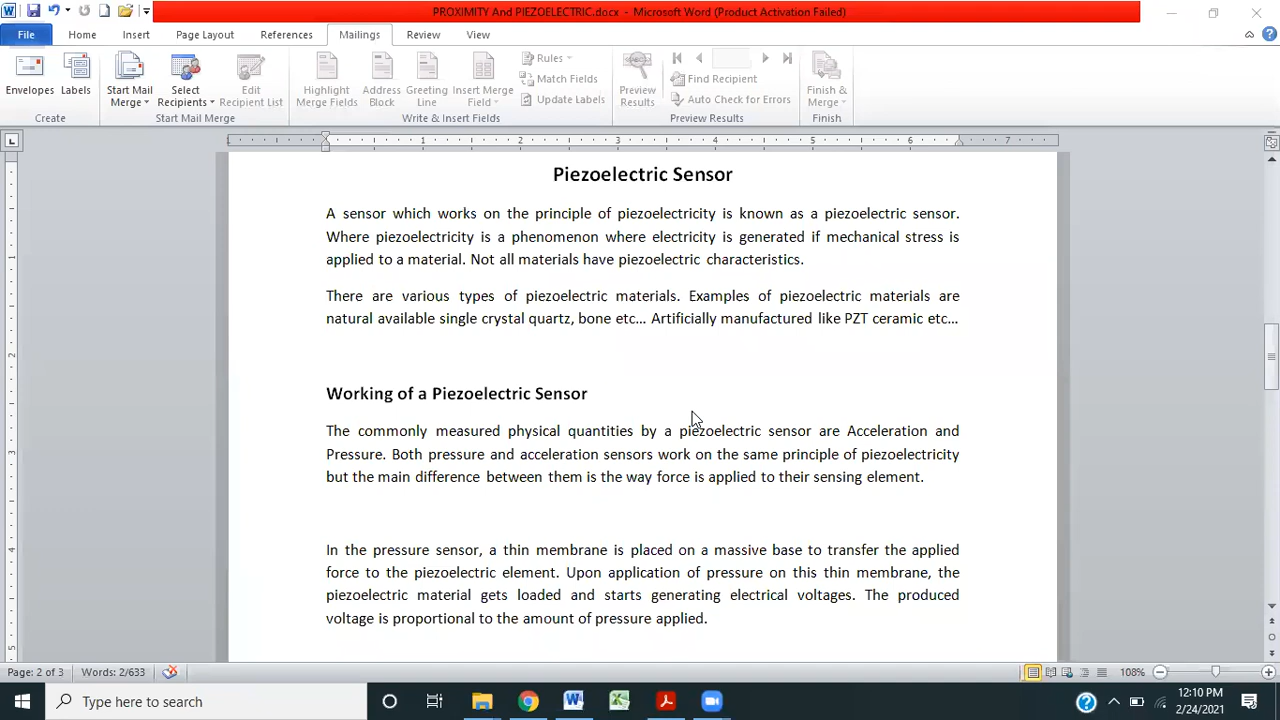 PROXIMITY And PIEZOELECTRIC.docx - Microsoft Word (Product Activation Failed)
File Home Insert Page Layout References Mailings Review View
Envelopes Labels
Create
Start Mail Merge
Select Recipients
Edit Recipient List
Start Mail Merge
Highlight Merge Fields
Address Block
Greeting Line
Insert Merge Field
Rules
Match Fields
Update Labels
Write & Insert Fields
Preview Results
Find Recipient
Auto Check for Errors
Preview Results
Finish & Merge
Finish
1 1 2 3 4 5 6 7
Piezoelectric Sensor
A sensor which works on the principle of piezoelectricity is known as a piezoelectric sensor.
Where piezoelectricity is a phenomenon where electricity is generated if mechanical stress is
applied to a material. Not all materials have piezoelectric characteristics.
There are various types of piezoelectric materials. Examples of piezoelectric materials are
natural available single crystal quartz, bone etc… Artificially manufactured like PZT ceramic etc…
Working of a Piezoelectric Sensor
The commonly measured physical quantities by a piezoelectric sensor are Acceleration and
Pressure. Both pressure and acceleration sensors work on the same principle of piezoelectricity
but the main difference between them is the way force is applied to their sensing element.
In the pressure sensor, a thin membrane is placed on a massive base to transfer the applied
force to the piezoelectric element. Upon application of pressure on this thin membrane, the
piezoelectric material gets loaded and starts generating electrical voltages. The produced
voltage is proportional to the amount of pressure applied.
Page: 2 of 3 Words: 2/633 108%
Type here to search
12:10 PM
2/24/2021